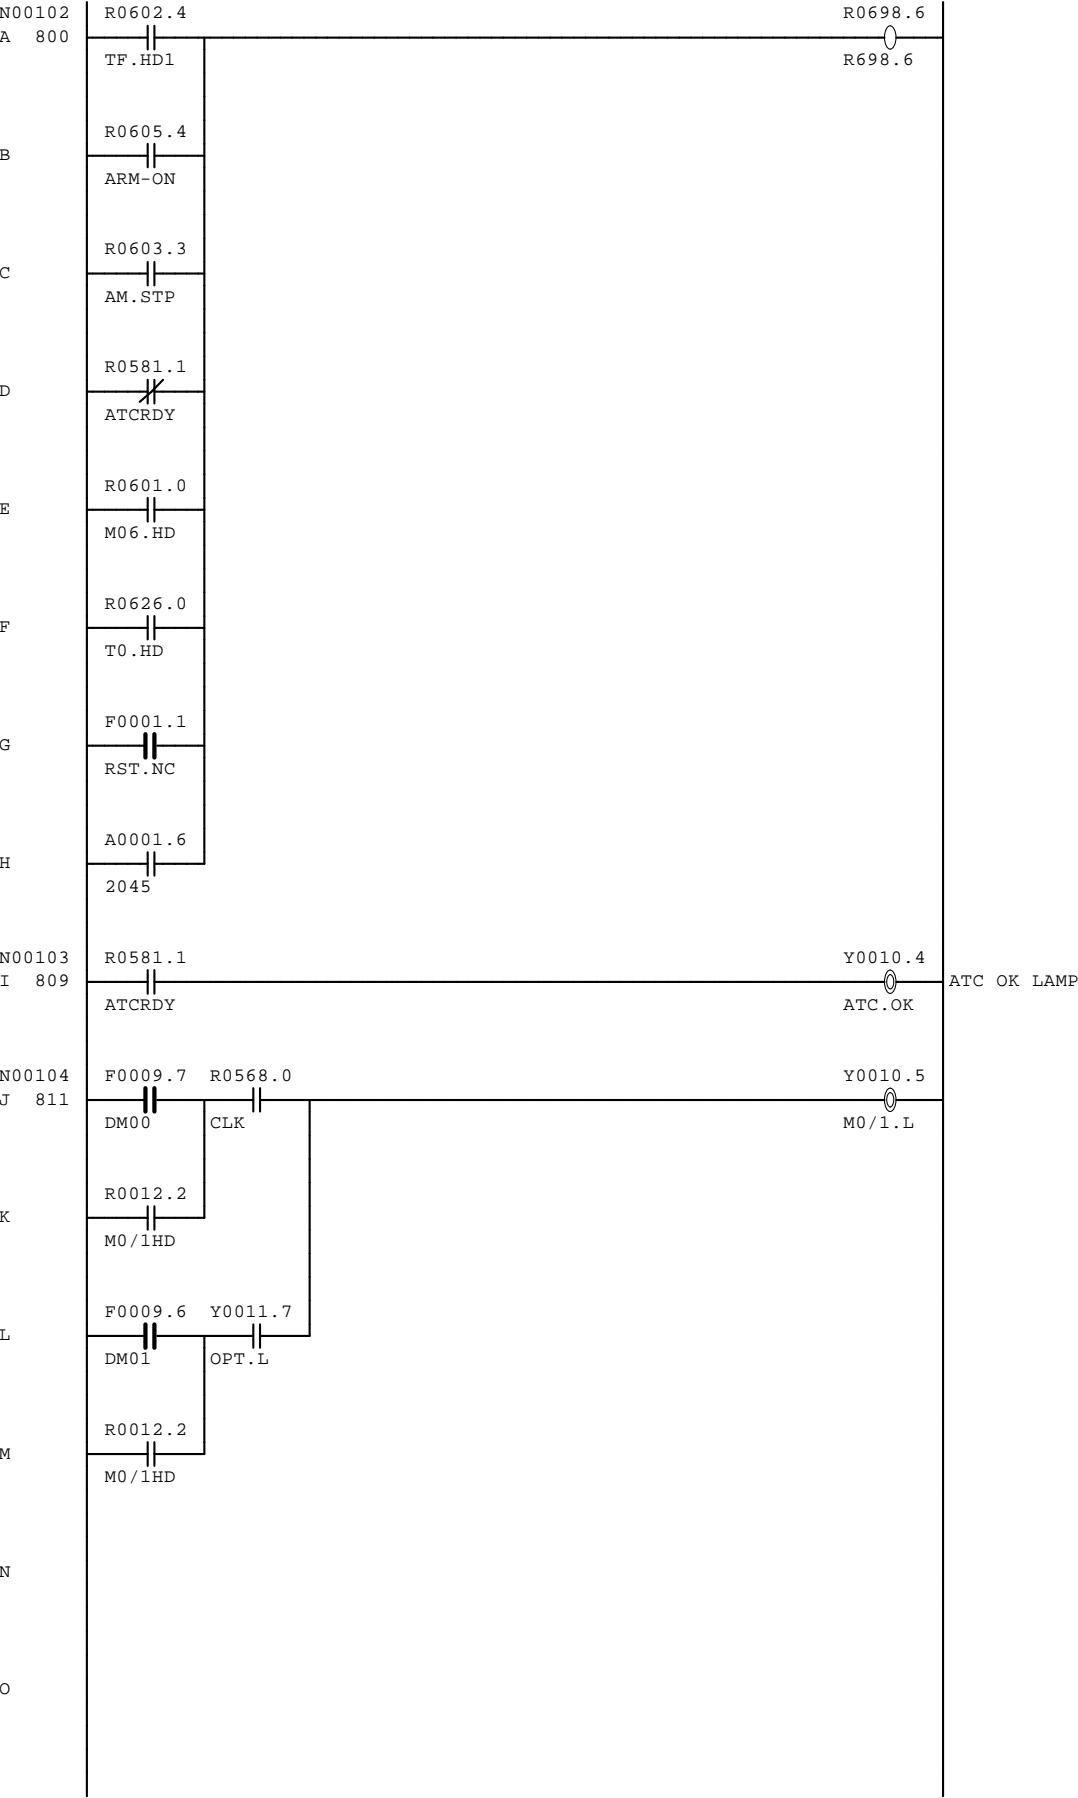 N00102 R0602.4 R0698.6
A 800
TF.HD1 R698.6
R0605.4
B
ARM-ON
R0603.3
C
AM.STP
R0581.1
D
ATCRDY
R0601.0
E
M06.HD
R0626.0
F
T0.HD
F0001.1
G
RST.NC
A0001.6
H
2045
N00103 R0581.1 Y0010.4
I 809 ATC OK LAMP
ATCRDY ATC.OK
N00104 F0009.7 R0568.0 Y0010.5
J 811
DM00 CLK M0/1.L
R0012.2
K
M0/1HD
F0009.6 Y0011.7
L
DM01 OPT.L
R0012.2
M
M0/1HD
N
O